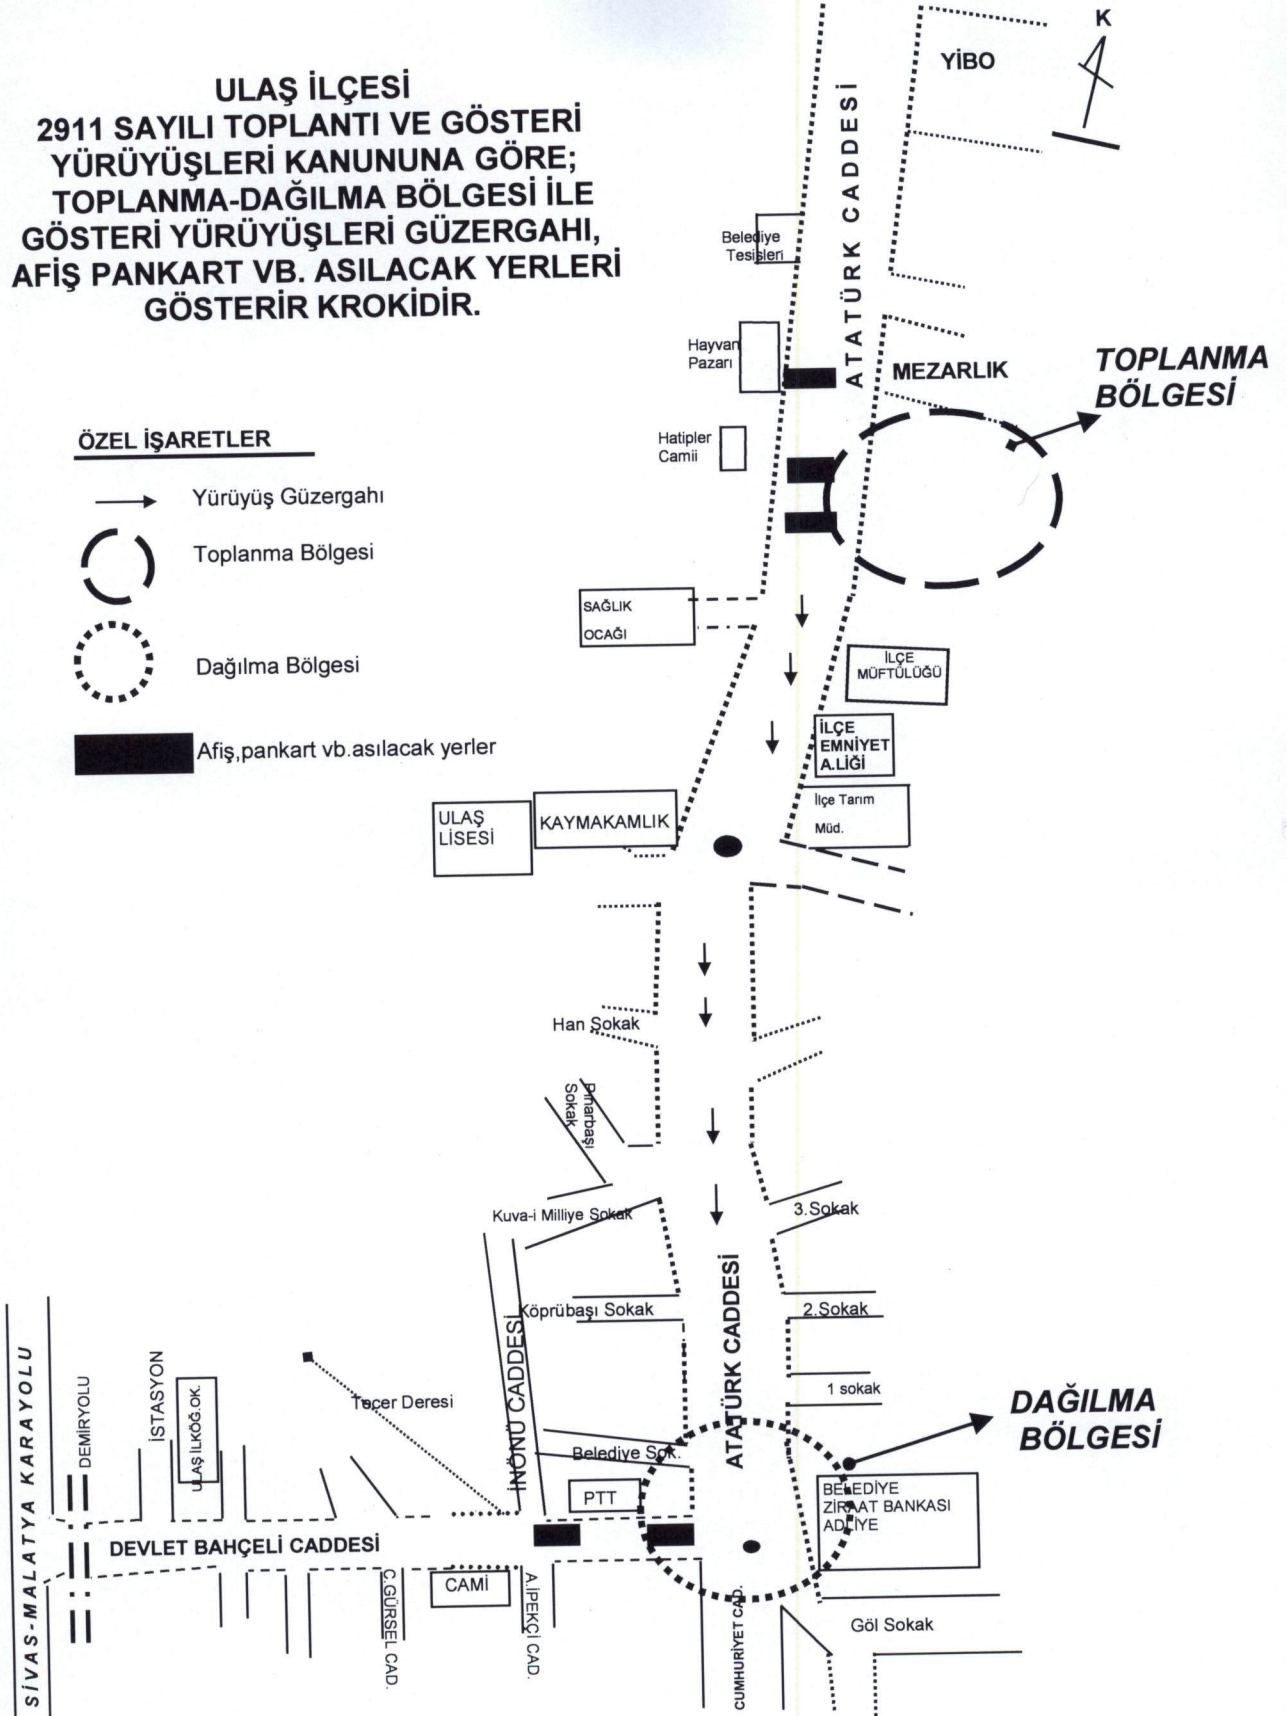 ULAŞ İLÇESİ
2911 SAYILI TOPLANTI VE GÖSTERİ
YÜRÜYÜŞLERİ KANUNUNA GÖRE;
TOPLANMA-DAĞILMA BÖLGESİ İLE
GÖSTERİ YÜRÜYÜŞLERİ GÜZERGAHI,
AFİŞ PANKART VB. ASILACAK YERLERİ
GÖSTERİR KROKİDİR.
K
YİBO
ATATÜRK CADDESİ
Belediye
Tesisleri
Hayvan
Pazarı
MEZARLIK
TOPLANMA
BÖLGESİ
Hatipler
Camii
ÖZEL İŞARETLER
Yürüyüş Güzergahı
Toplanma Bölgesi
Dağılma Bölgesi
Afiş,pankart vb.asılacak yerler
SAĞLIK
OCAĞI
İLÇE
MÜFTÜLÜĞÜ
İLÇE
EMNİYET
A.LİĞİ
İlçe Tarım
Müd.
ULAŞ
LİSESİ
KAYMAKAMLIK
Han Sokak
Pınarbaşı
Sokak
Kuva-i Milliye Sokak
3.Sokak
Köprübaşı Sokak
2.Sokak
ATATÜRK CADDESİ
1 sokak
İNÖNÜ CADDESİ
Teçer Deresi
Belediye Sok.
DAĞILMA
BÖLGESİ
SİVAS-MALATYA KARAYOLU
DEMİRYOLU
İSTASYON
ULAŞ İLKÖĞ.OK.
PTT
BELEDİYE
ZİRAAT BANKASI
ADLİYE
DEVLET BAHÇELİ CADDESİ
C.GÜRSEL CAD.
CAMİ
A.İPEKÇİ CAD.
CUMHURİYET CAD.
Göl Sokak